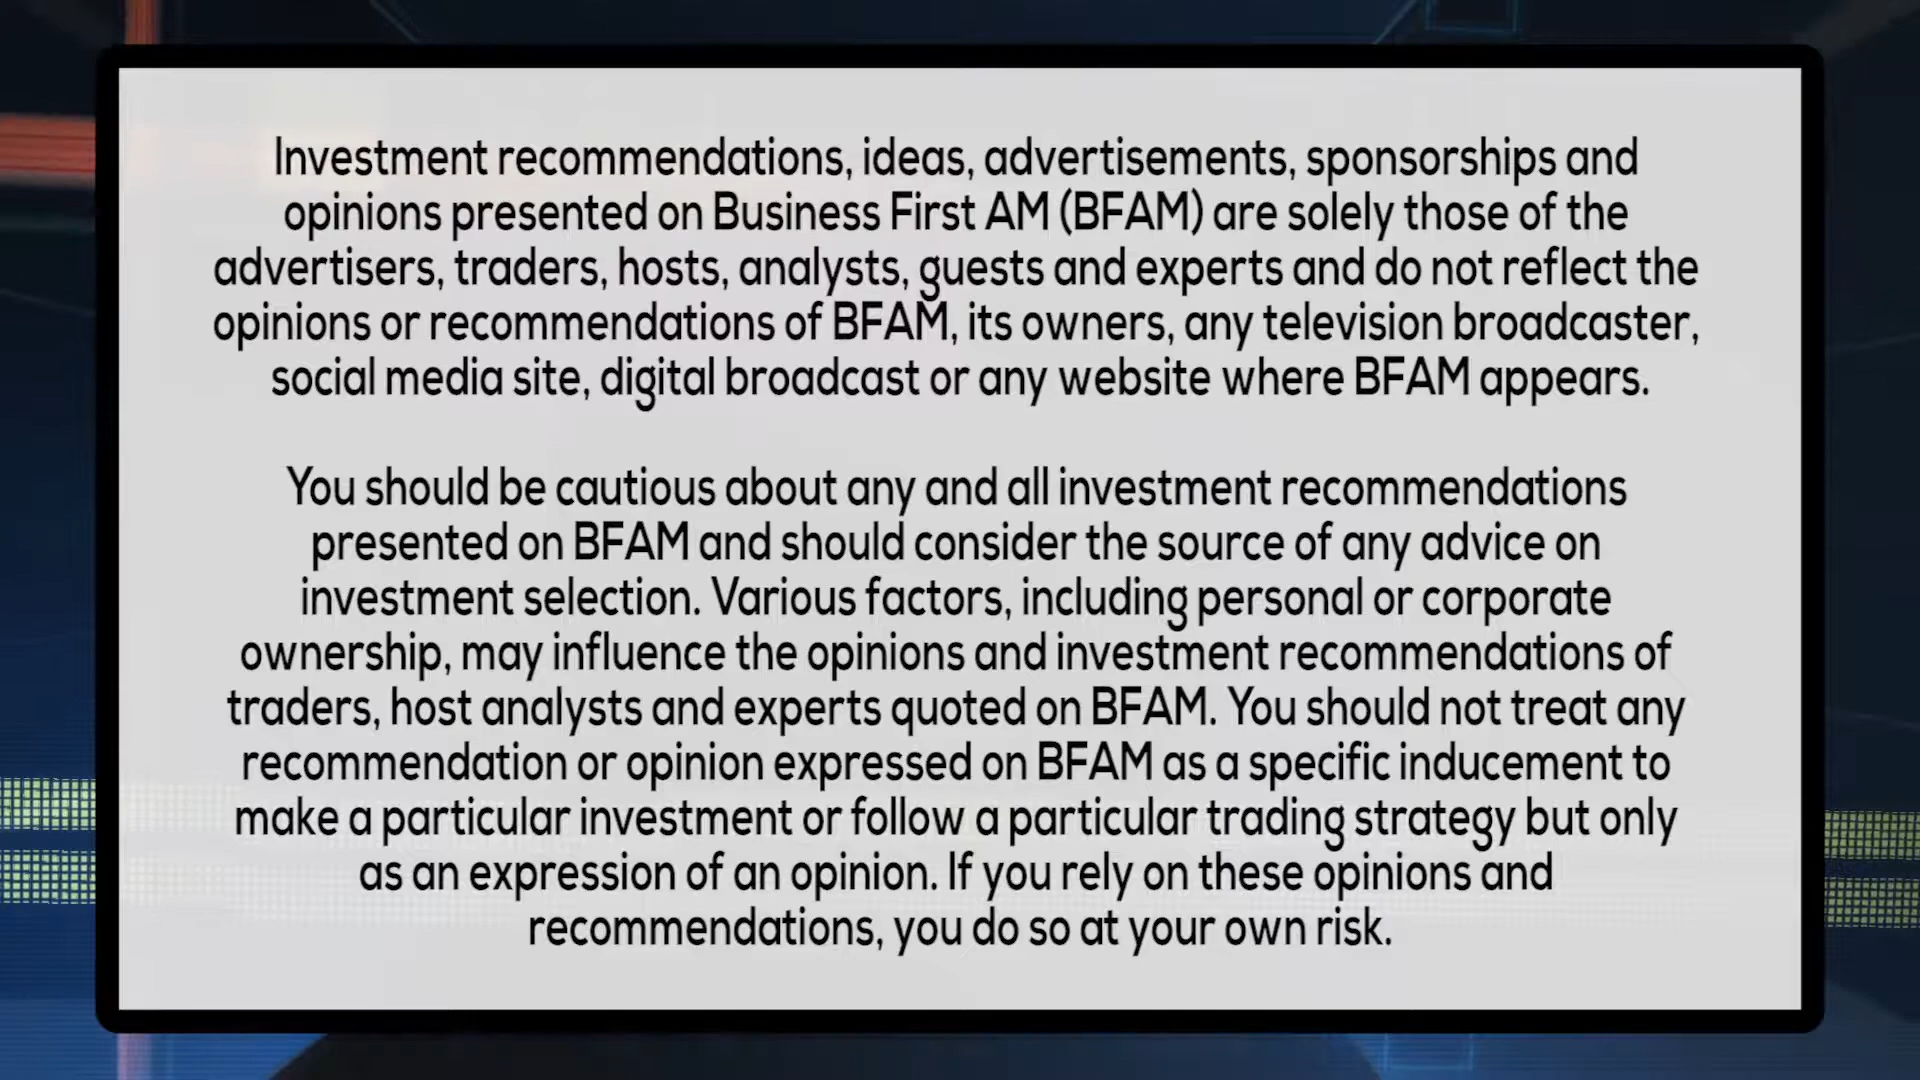 Investment recommendations, ideas, advertisements, sponsorships and
opinions presented on Business First AM (BFAM) are solely those of the
advertisers, traders, hosts, analysts, guests and experts and do not reflect the
opinions or recommendations of BFAM, its owners, any television broadcaster,
social media site, digital broadcast or any website where BFAM appears.
You should be cautious about any and all investment recommendations
presented on BFAM and should consider the source of any advice on
investment selection. Various factors, including personal or corporate
ownership, may influence the opinions and investment recommendations of
traders, host analysts and experts quoted on BFAM. You should not treat any
recommendation or opinion expressed on BFAM as a specific inducement to
make a particular investment or follow a particular trading strategy but only
as an expression of an opinion. If you rely on these opinions and
recommendations, you do so at your own risk.